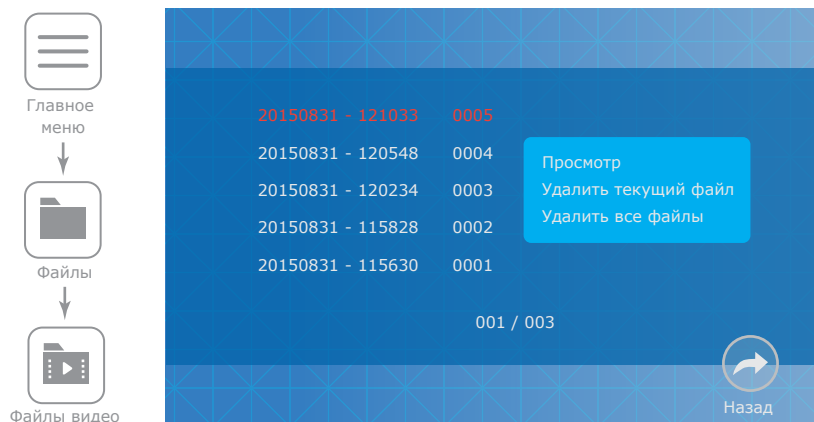 Главное
меню
Файлы
Файлы видео
20150831 - 121033 0005
20150831 - 120548 0004
20150831 - 120234 0003
20150831 - 115828 0002
20150831 - 115630 0001
Просмотр
Удалить текущий файл
Удалить все файлы
001 / 003
Назад